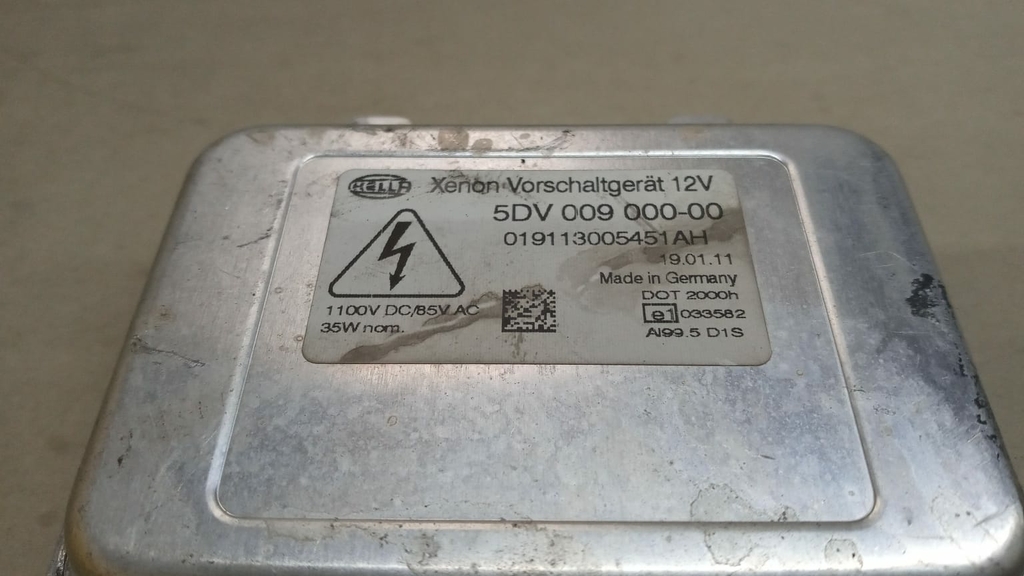 HELLA Xenon Vorschaltgerät 12V
5DV 009 000-00
019113005451AH
19.01.11
Made in Germany
1100V DC/85V AC DOT 2000h
35W nom. e1 033582
Al99.5 D1S